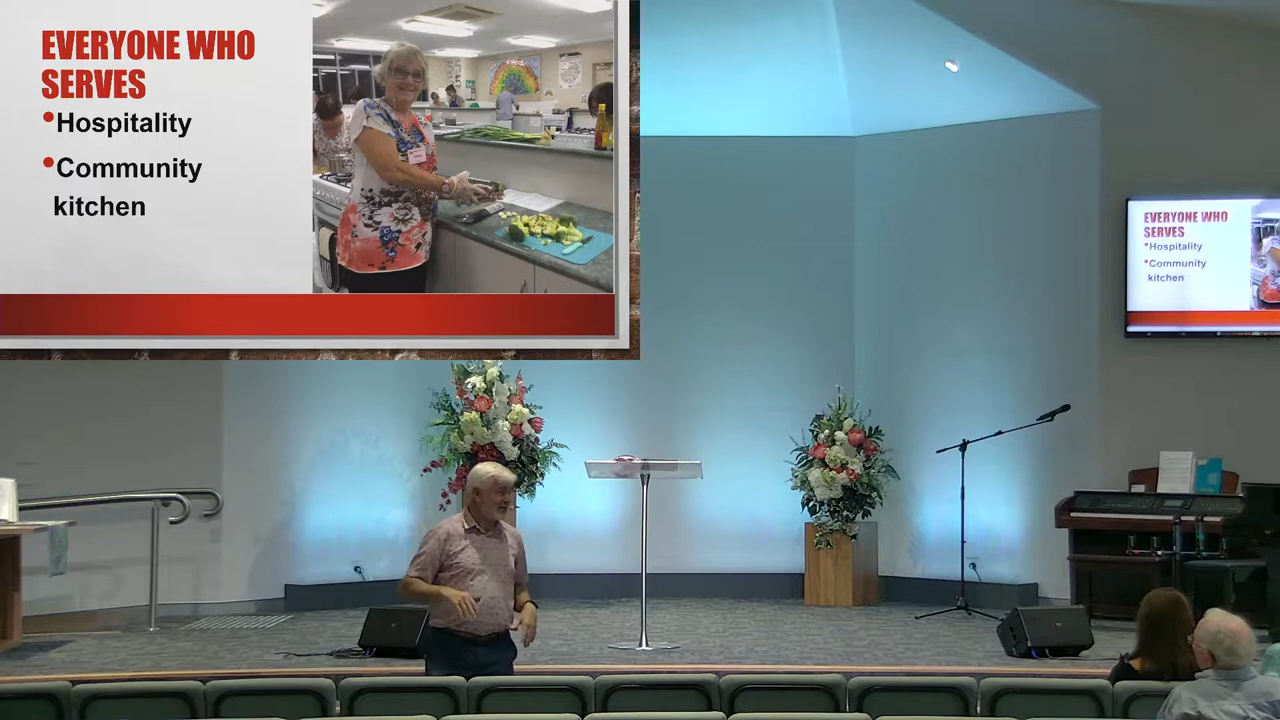 EVERYONE WHO
SERVES
•Hospitality
•Community
kitchen
EVERYONE WHO
SERVES
•Hospitality
•Community
kitchen